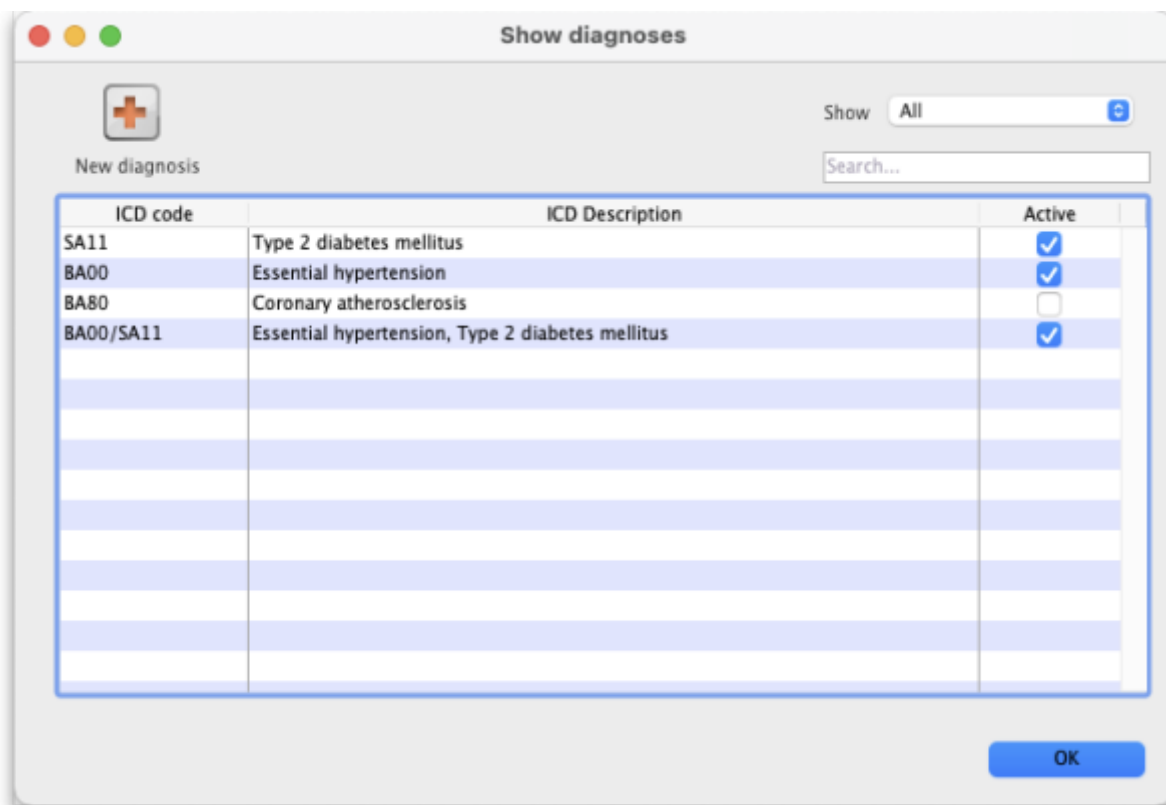 Show diagnoses
Show All
New diagnosis
Search...
ICD code ICD Description Active
SA11 Type 2 diabetes mellitus
BA00 Essential hypertension
BA80 Coronary atherosclerosis
BA00/SA11 Essential hypertension, Type 2 diabetes mellitus
OK